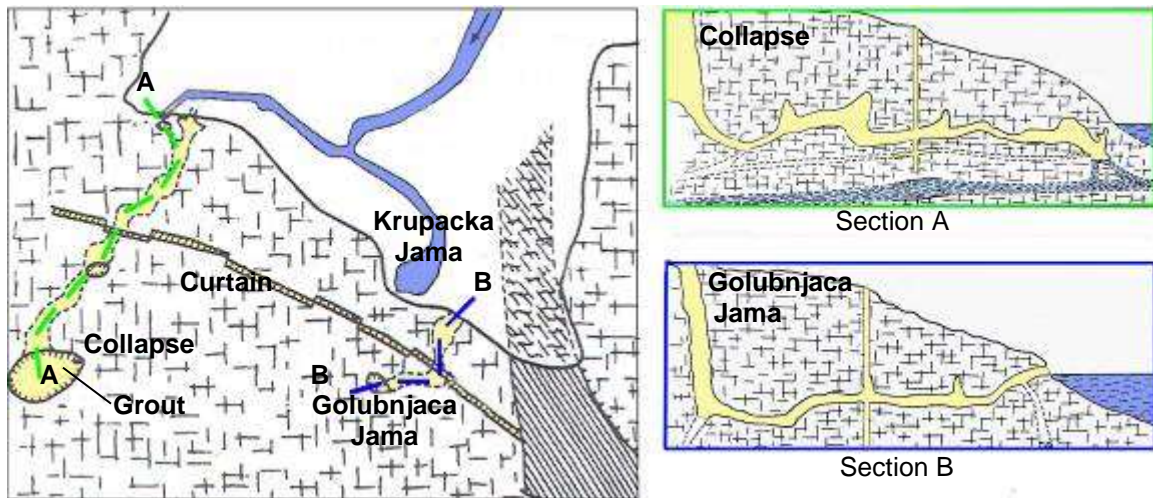 A
Krupacka
Jama
B
Curtain
Collapse
A
Grout
B
Golubnjaca
Jama
Collapse
Section A
Golubnjaca
Jama
Section B